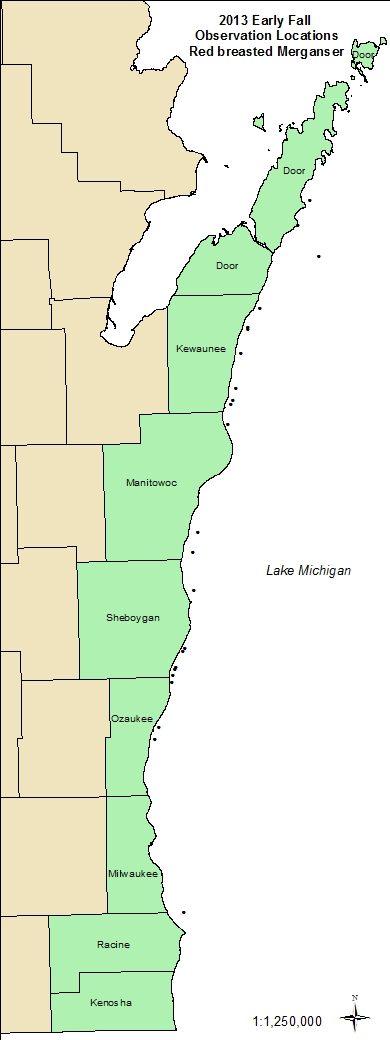 2013 Early Fall
Observation Locations
Red breasted Merganser
Door
Door
Door
Kewaunee
Manitowoc
Lake Michigan
Sheboygan
Ozaukee
Milwaukee
Racine
Kenosha
N
1:1,250,000